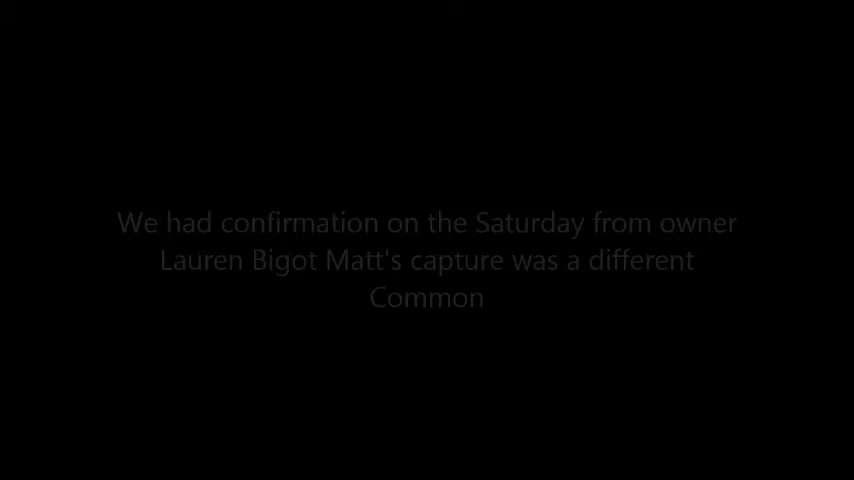 We had confirmation on the Saturday from owner
Lauren Bigot Matt's capture was a different
Common